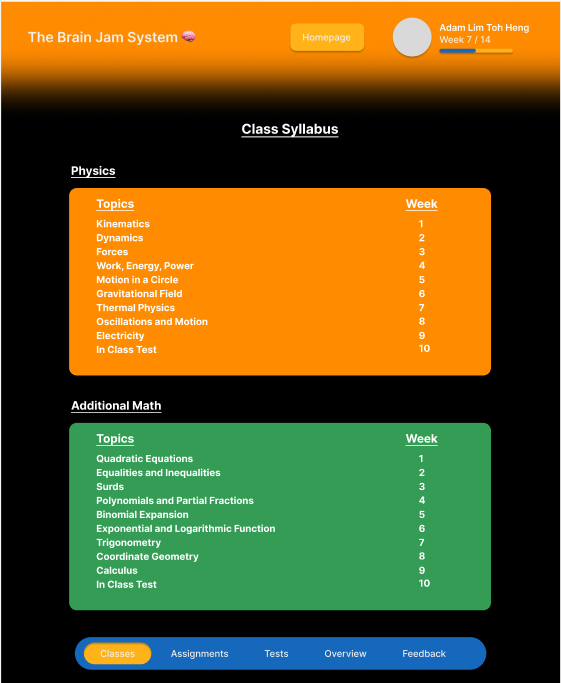 The Brain Jam System 🧠
Homepage
Adam Lim Toh Heng
Week 7 / 14
Class Syllabus
Physics
Topics Week
Kinematics 1
Dynamics 2
Forces 3
Work, Energy, Power 4
Motion in a Circle 5
Gravitational Field 6
Thermal Physics 7
Oscillations and Motion 8
Electricity 9
In Class Test 10
Additional Math
Topics Week
Quadratic Equations 1
Equalities and Inequalities 2
Surds 3
Polynomials and Partial Fractions 4
Binomial Expansion 5
Exponential and Logarithmic Function 6
Trigonometry 7
Coordinate Geometry 8
Calculus 9
In Class Test 10
Classes Assignments Tests Overview Feedback